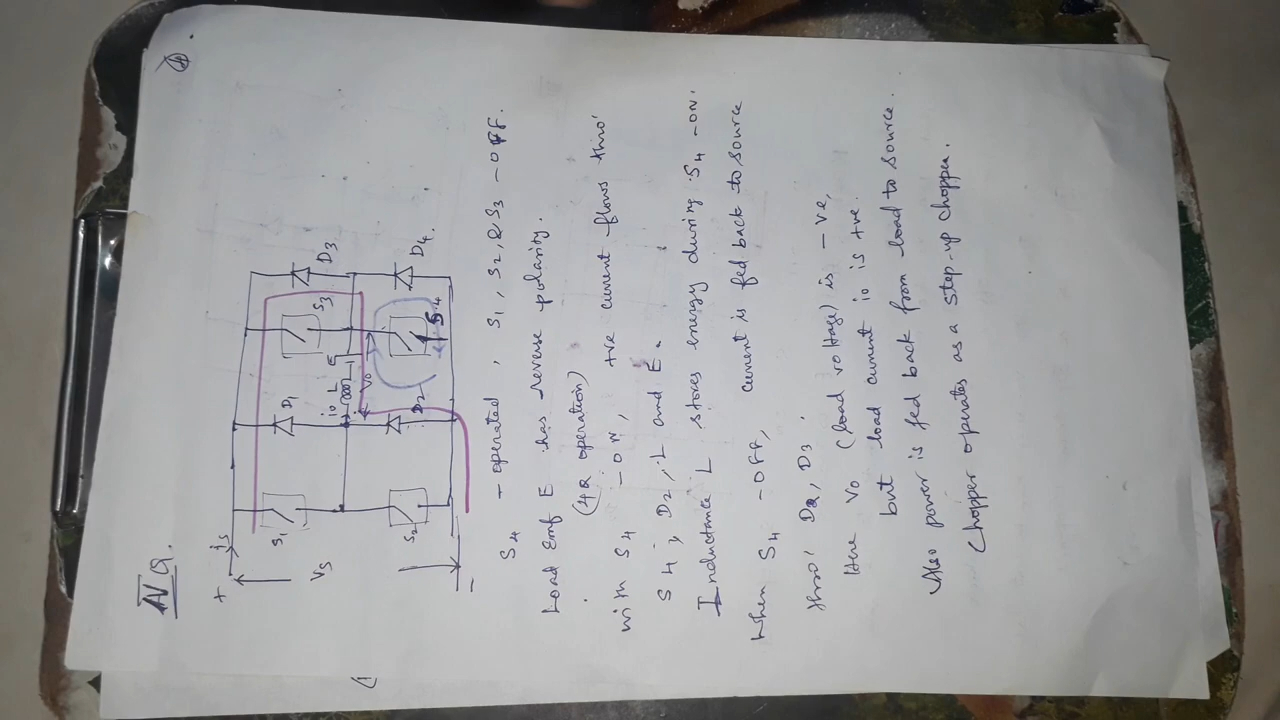 IV Q.
+
is
Vs
-
S1
D1
S3
D3
io L E
Vo
S2
D2
S4
D4.
S4 - operated , S1, S2, & S3 - OFF.
Load Emf E has reverse polarity.
(4Q operation)
with S4 - ON, +ve current flows thro'
S4, D2, L and E.
Inductance L stores energy during S4 - ON.
When S4 - OFF, current is fed back to source
thro' D2, D3.
Here Vo (load voltage) is -ve,
but load current io is +ve.
Also power is fed back from load to source.
Chopper operates as a step-up chopper.